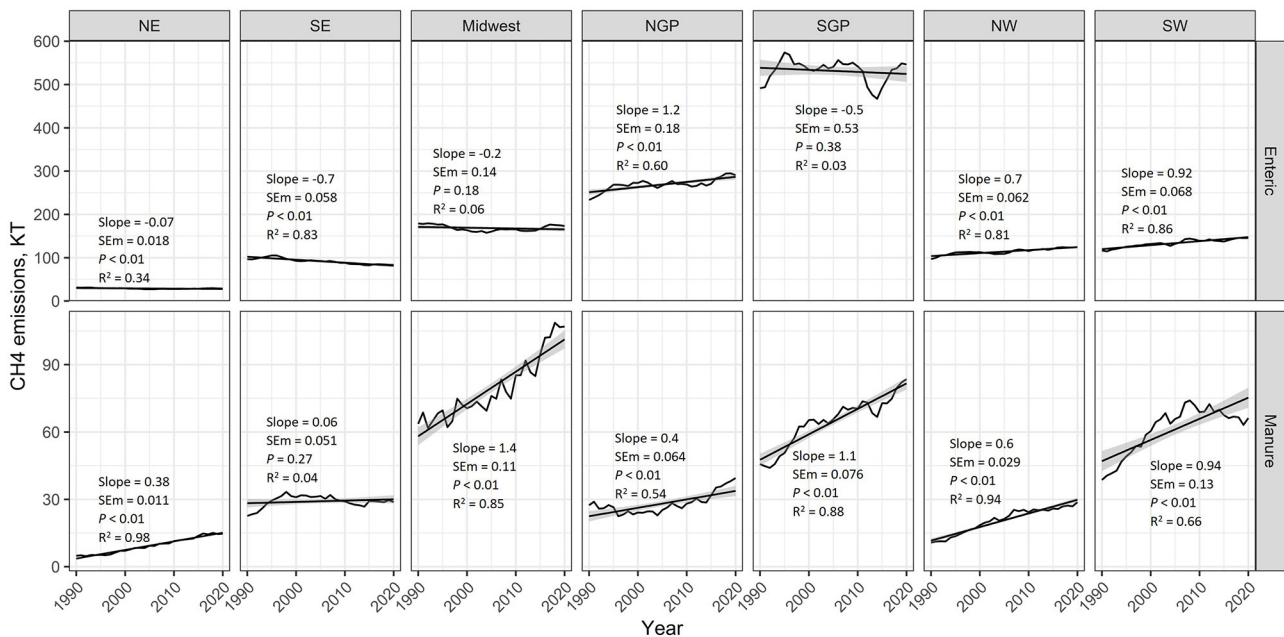 NE SE Midwest NGP SGP NW SW
600
500
400
300
200
100
0
Slope = -0.07
SEm = 0.018
P < 0.01
R² = 0.34
Slope = -0.7
SEm = 0.058
P < 0.01
R² = 0.83
Slope = -0.2
SEm = 0.14
P = 0.18
R² = 0.06
Slope = 1.2
SEm = 0.18
P < 0.01
R² = 0.60
Slope = -0.5
SEm = 0.53
P = 0.38
R² = 0.03
Slope = 0.7
SEm = 0.062
P < 0.01
R² = 0.81
Slope = 0.92
SEm = 0.068
P < 0.01
R² = 0.86
Enteric
CH4 emissions, KT
90
60
30
0
Slope = 0.38
SEm = 0.011
P < 0.01
R² = 0.98
Slope = 0.06
SEm = 0.051
P = 0.27
R² = 0.04
Slope = 1.4
SEm = 0.11
P < 0.01
R² = 0.85
Slope = 0.4
SEm = 0.064
P < 0.01
R² = 0.54
Slope = 1.1
SEm = 0.076
P < 0.01
R² = 0.88
Slope = 0.6
SEm = 0.029
P < 0.01
R² = 0.94
Slope = 0.94
SEm = 0.13
P < 0.01
R² = 0.66
Manure
1990 2000 2010 2020 1990 2000 2010 2020 1990 2000 2010 2020 1990 2000 2010 2020 1990 2000 2010 2020 1990 2000 2010 2020 1990 2000 2010 2020
Year